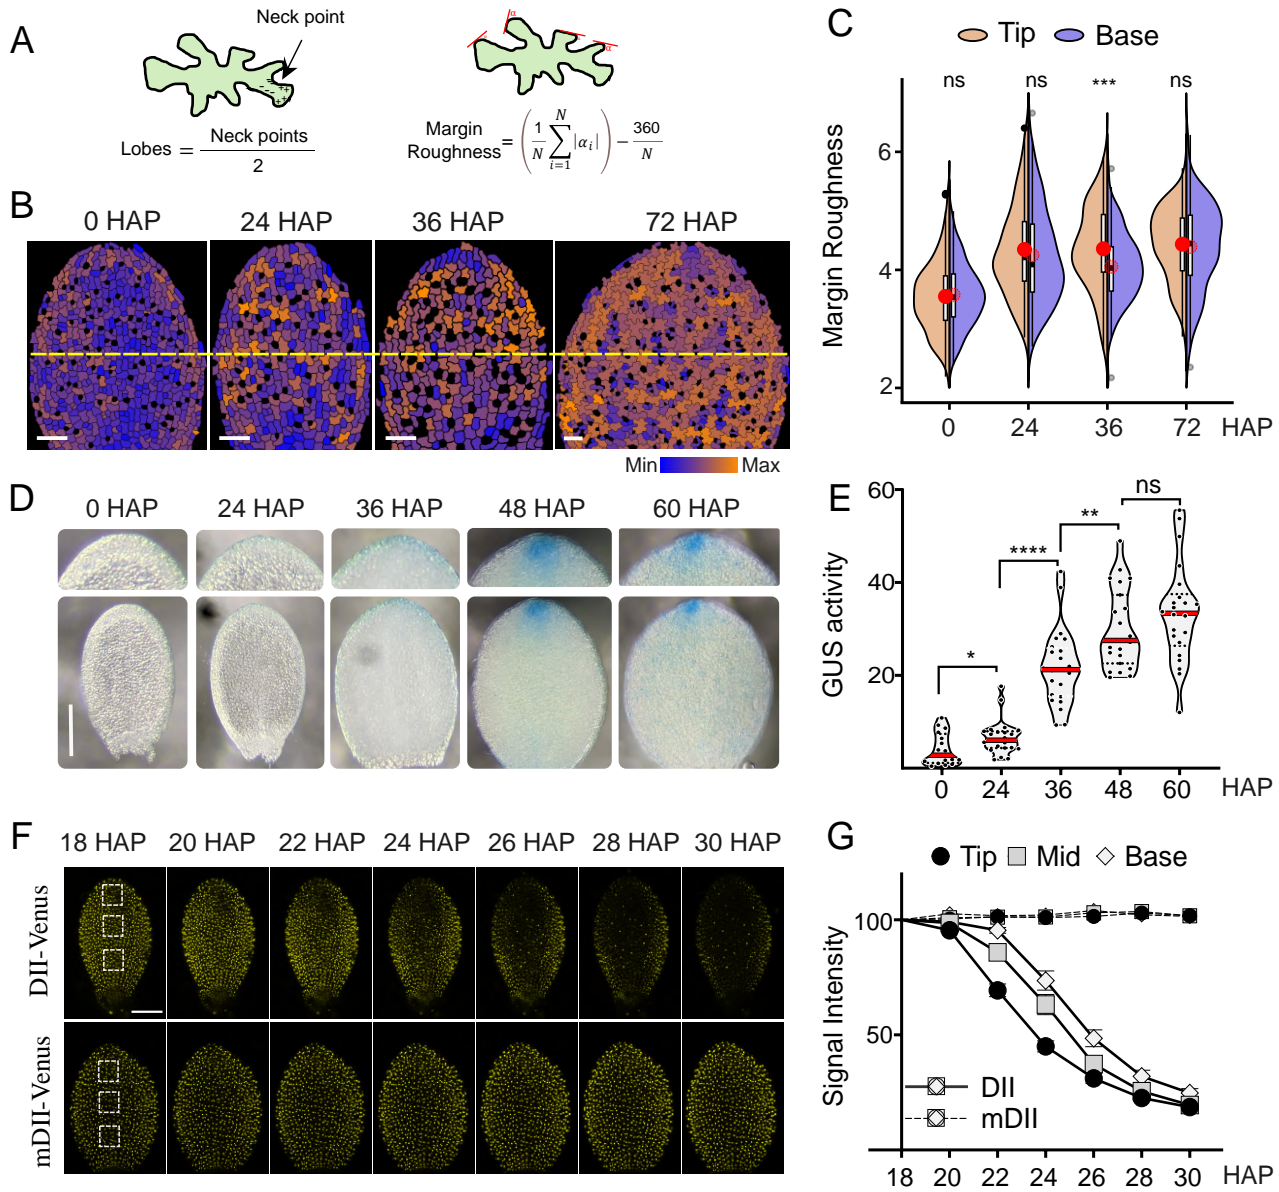 A
Neck point
Lobes = Neck points / 2
α
α
Margin Roughness = (1/N ∑ i=1 N |αi|) − 360/N
B
0 HAP 24 HAP 36 HAP 72 HAP
Min Max
C
Tip Base
ns ns *** ns
Margin Roughness
6
4
2
0 24 36 72 HAP
D
0 HAP 24 HAP 36 HAP 48 HAP 60 HAP
E
GUS activity
60
40
20
* **** ** ns
0 24 36 48 60 HAP
F
18 HAP 20 HAP 22 HAP 24 HAP 26 HAP 28 HAP 30 HAP
DII-Venus
mDII-Venus
G
Tip Mid Base
Signal Intensity
100
50
DII
mDII
18 20 22 24 26 28 30 HAP